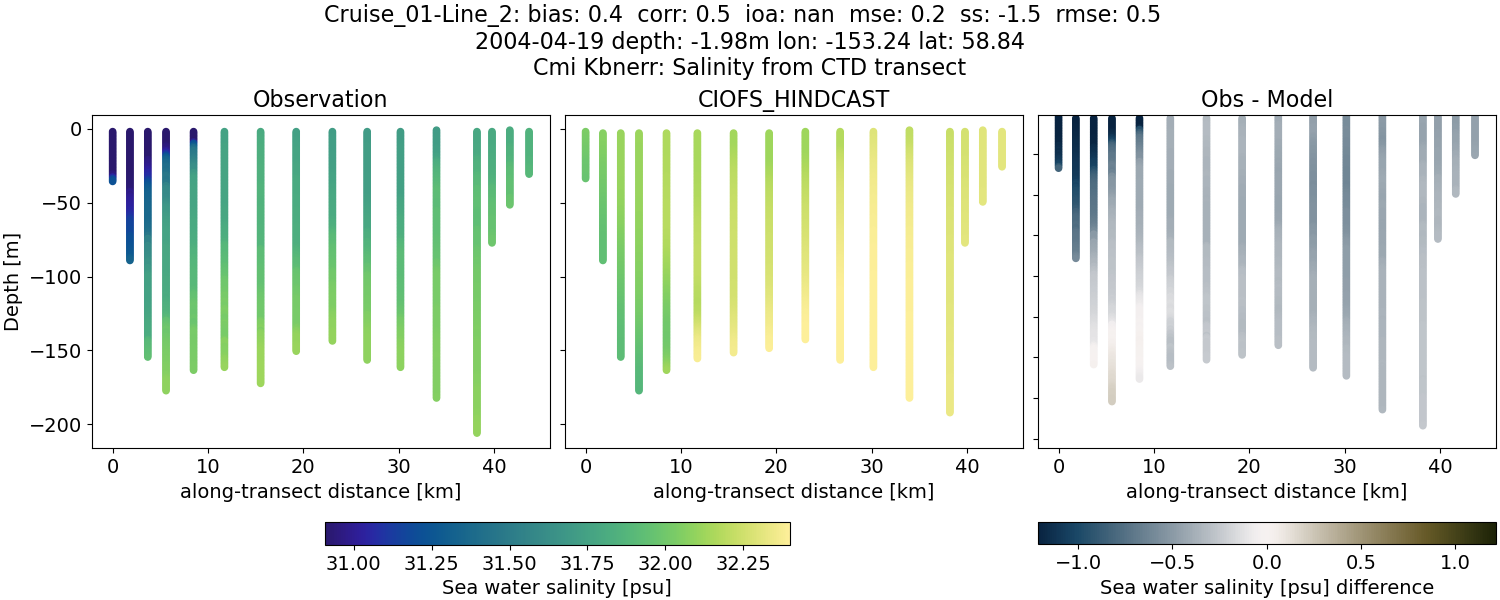 Cruise_01-Line_2: bias: 0.4  corr: 0.5  ioa: nan  mse: 0.2  ss: -1.5  rmse: 0.5
2004-04-19 depth: -1.98m lon: -153.24 lat: 58.84
Cmi Kbnerr: Salinity from CTD transect
Observation
CIOFS_HINDCAST
Obs - Model
Depth [m]
0
−50
−100
−150
−200
0 10 20 30 40
0 10 20 30 40
0 10 20 30 40
along-transect distance [km]
along-transect distance [km]
along-transect distance [km]
31.00 31.25 31.50 31.75 32.00 32.25
Sea water salinity [psu]
−1.0 −0.5 0.0 0.5 1.0
Sea water salinity [psu] difference